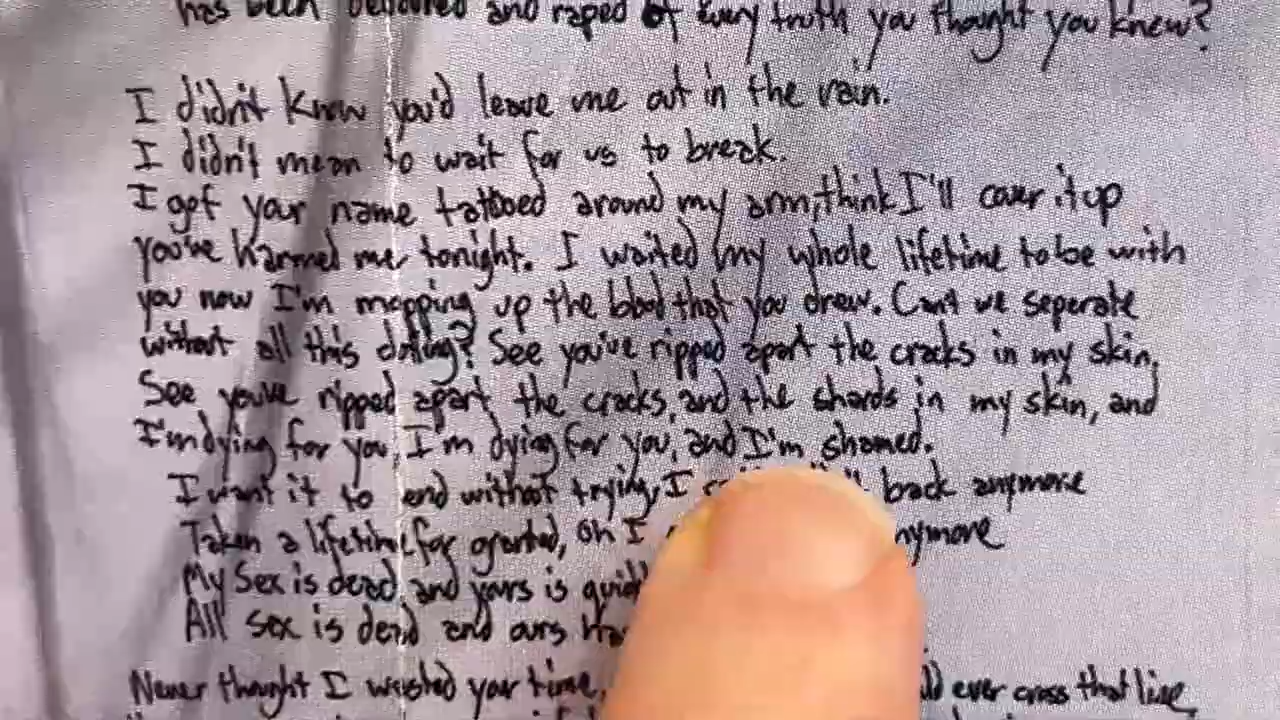 has been devoured and raped of every truth you thought you knew?
I didn't know you'd leave me out in the rain.
I didn't mean to wait for us to break.
I get your name tattooed around my arm, think I'll cover it up
you've harmed me tonight. I waited my whole lifetime to be with
you now I'm mopping up the blood that you drew. Can't we seperate
without all this dating? See you've ripped apart the cracks in my skin,
See you've ripped apart the cracks, and the shards in my skin, and
I'm dying for you, I'm dying for you, and I'm shamed.
I want it to end without trying, I back anymore
Taken a lifetime for granted, oh I anymore
My Sex is dead, and yours is
All sex is dead and ours
Never thought I wasted your time, ever cross that line